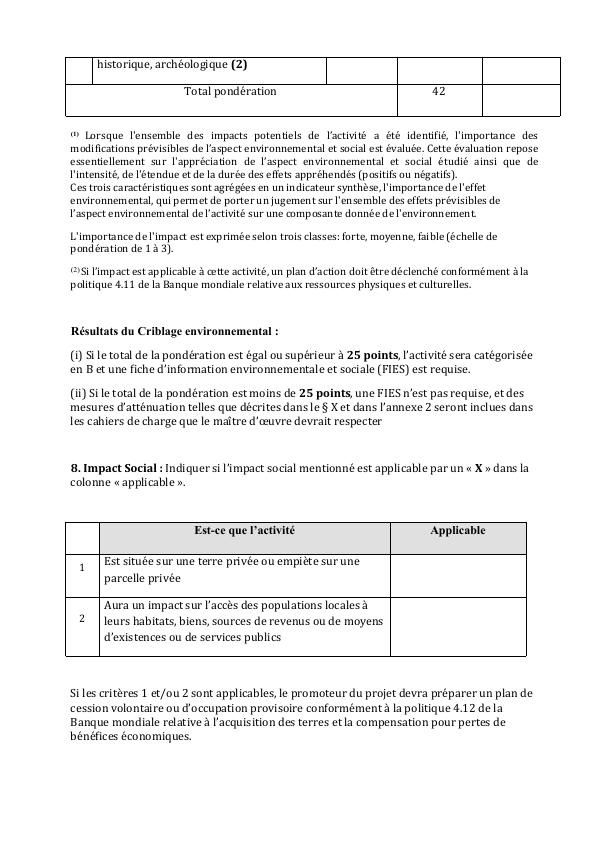 historique, archéologique (2)
Total pondération 42
(1) Lorsque l'ensemble des impacts potentiels de l'activité a été identifié, l'importance des
modifications prévisibles de l'aspect environnemental et social est évaluée. Cette évaluation repose
essentiellement sur l'appréciation de l'aspect environnemental et social étudié ainsi que de
l'intensité, de l'étendue et de la durée des effets appréhendés (positifs ou négatifs).
Ces trois caractéristiques sont agrégées en un indicateur synthèse, l'importance de l'effet
environnemental, qui permet de porter un jugement sur l'ensemble des effets prévisibles de
l'aspect environnemental de l'activité sur une composante donnée de l'environnement.
L'importance de l'impact est exprimée selon trois classes: forte, moyenne, faible (échelle de
pondération de 1 à 3).
(2) Si l'impact est applicable à cette activité, un plan d'action doit être déclenché conformément à la
politique 4.11 de la Banque mondiale relative aux ressources physiques et culturelles.
Résultats du Criblage environnemental :
(i) Si le total de la pondération est égal ou supérieur à 25 points, l'activité sera catégorisée
en B et une fiche d'information environnementale et sociale (FIES) est requise.
(ii) Si le total de la pondération est moins de 25 points, une FIES n'est pas requise, et des
mesures d'atténuation telles que décrites dans le § X et dans l'annexe 2 seront inclues dans
les cahiers de charge que le maître d'œuvre devrait respecter
8. Impact Social : Indiquer si l'impact social mentionné est applicable par un « X » dans la
colonne « applicable ».
Est-ce que l'activité Applicable
1 Est située sur une terre privée ou empiète sur une
parcelle privée
Aura un impact sur l'accès des populations locales à
2 leurs habitats, biens, sources de revenus ou de moyens
d'existences ou de services publics
Si les critères 1 et/ou 2 sont applicables, le promoteur du projet devra préparer un plan de
cession volontaire ou d'occupation provisoire conformément à la politique 4.12 de la
Banque mondiale relative à l'acquisition des terres et la compensation pour pertes de
bénéfices économiques.